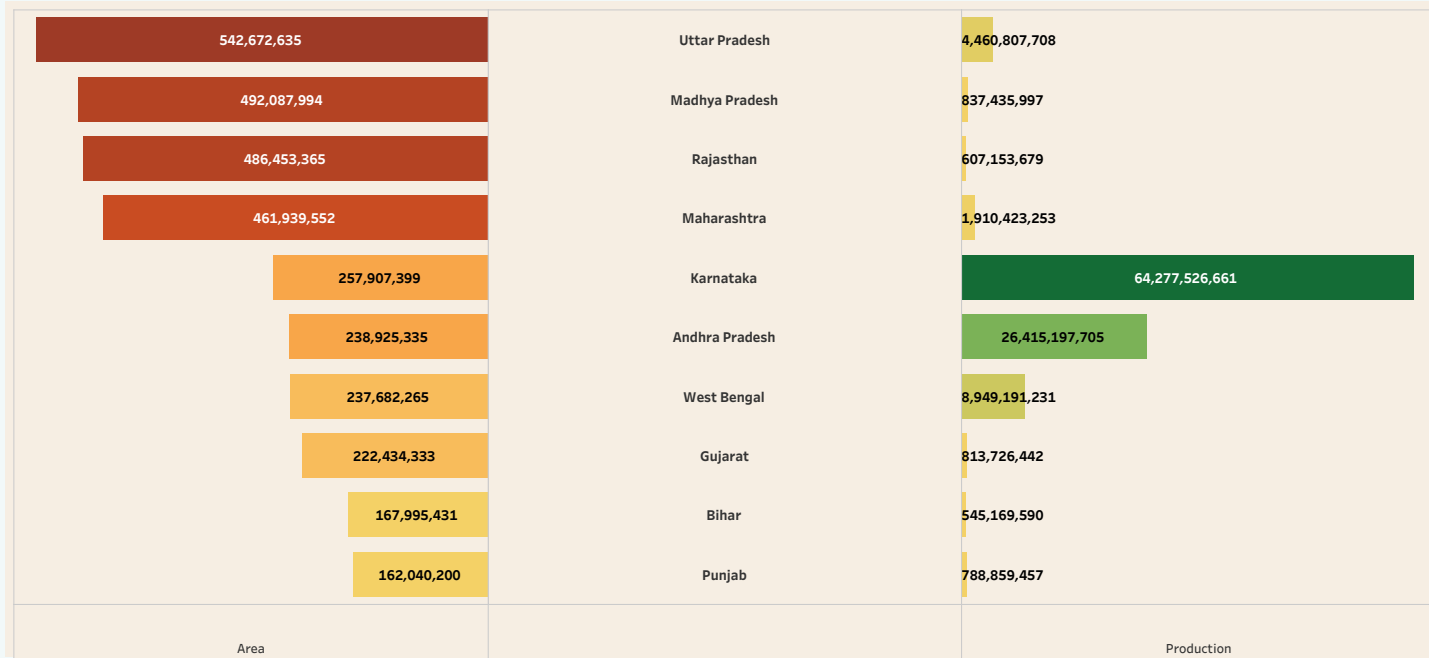 542,672,635 Uttar Pradesh 4,460,807,708
492,087,994 Madhya Pradesh 837,435,997
486,453,365 Rajasthan 607,153,679
461,939,552 Maharashtra 1,910,423,253
257,907,399 Karnataka 64,277,526,661
238,925,335 Andhra Pradesh 26,415,197,705
237,682,265 West Bengal 8,949,191,231
222,434,333 Gujarat 813,726,442
167,995,431 Bihar 545,169,590
162,040,200 Punjab 788,859,457
Area Production